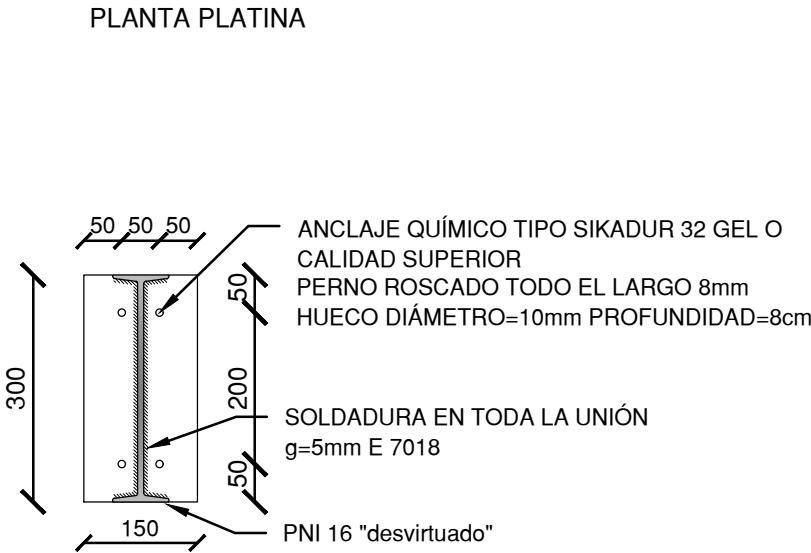 PLANTA PLATINA
50 50 50
ANCLAJE QUÍMICO TIPO SIKADUR 32 GEL O
CALIDAD SUPERIOR
PERNO ROSCADO TODO EL LARGO 8mm
HUECO DIÁMETRO=10mm PROFUNDIDAD=8cm
50
300
200
SOLDADURA EN TODA LA UNIÓN
g=5mm E 7018
50
150
PNI 16 "desvirtuado"